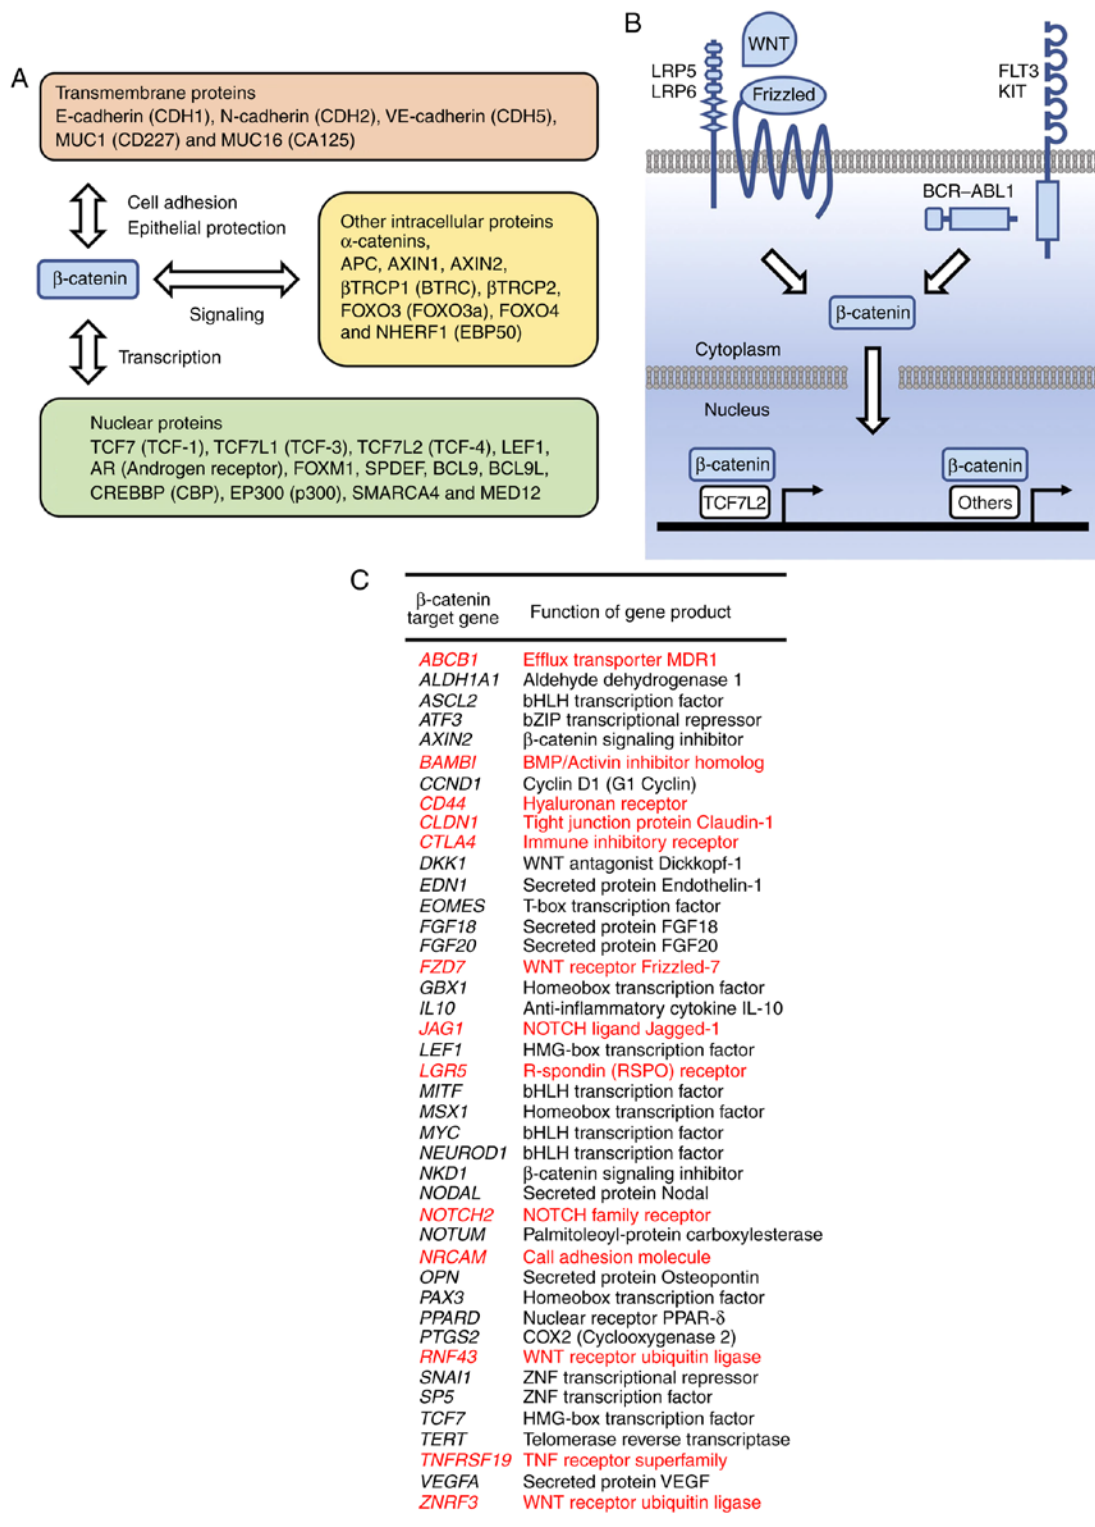 A
Transmembrane proteins
E-cadherin (CDH1), N-cadherin (CDH2), VE-cadherin (CDH5),
MUC1 (CD227) and MUC16 (CA125)
Cell adhesion
Epithelial protection
β-catenin
Signaling
Other intracellular proteins
α-catenins,
APC, AXIN1, AXIN2,
βTRCP1 (BTRC), βTRCP2,
FOXO3 (FOXO3a), FOXO4
and NHERF1 (EBP50)
Transcription
Nuclear proteins
TCF7 (TCF-1), TCF7L1 (TCF-3), TCF7L2 (TCF-4), LEF1,
AR (Androgen receptor), FOXM1, SPDEF, BCL9, BCL9L,
CREBBP (CBP), EP300 (p300), SMARCA4 and MED12
B
WNT
LRP5
LRP6
Frizzled
FLT3
KIT
BCR–ABL1
β-catenin
Cytoplasm
Nucleus
β-catenin
TCF7L2
β-catenin
Others
C
β-catenin
target gene
Function of gene product
ABCB1 Efflux transporter MDR1
ALDH1A1 Aldehyde dehydrogenase 1
ASCL2 bHLH transcription factor
ATF3 bZIP transcriptional repressor
AXIN2 β-catenin signaling inhibitor
BAMBI BMP/Activin inhibitor homolog
CCND1 Cyclin D1 (G1 Cyclin)
CD44 Hyaluronan receptor
CLDN1 Tight junction protein Claudin-1
CTLA4 Immune inhibitory receptor
DKK1 WNT antagonist Dickkopf-1
EDN1 Secreted protein Endothelin-1
EOMES T-box transcription factor
FGF18 Secreted protein FGF18
FGF20 Secreted protein FGF20
FZD7 WNT receptor Frizzled-7
GBX1 Homeobox transcription factor
IL10 Anti-inflammatory cytokine IL-10
JAG1 NOTCH ligand Jagged-1
LEF1 HMG-box transcription factor
LGR5 R-spondin (RSPO) receptor
MITF bHLH transcription factor
MSX1 Homeobox transcription factor
MYC bHLH transcription factor
NEUROD1 bHLH transcription factor
NKD1 β-catenin signaling inhibitor
NODAL Secreted protein Nodal
NOTCH2 NOTCH family receptor
NOTUM Palmitoleoyl-protein carboxylesterase
NRCAM Call adhesion molecule
OPN Secreted protein Osteopontin
PAX3 Homeobox transcription factor
PPARD Nuclear receptor PPAR-δ
PTGS2 COX2 (Cyclooxygenase 2)
RNF43 WNT receptor ubiquitin ligase
SNAI1 ZNF transcriptional repressor
SP5 ZNF transcription factor
TCF7 HMG-box transcription factor
TERT Telomerase reverse transcriptase
TNFRSF19 TNF receptor superfamily
VEGFA Secreted protein VEGF
ZNRF3 WNT receptor ubiquitin ligase